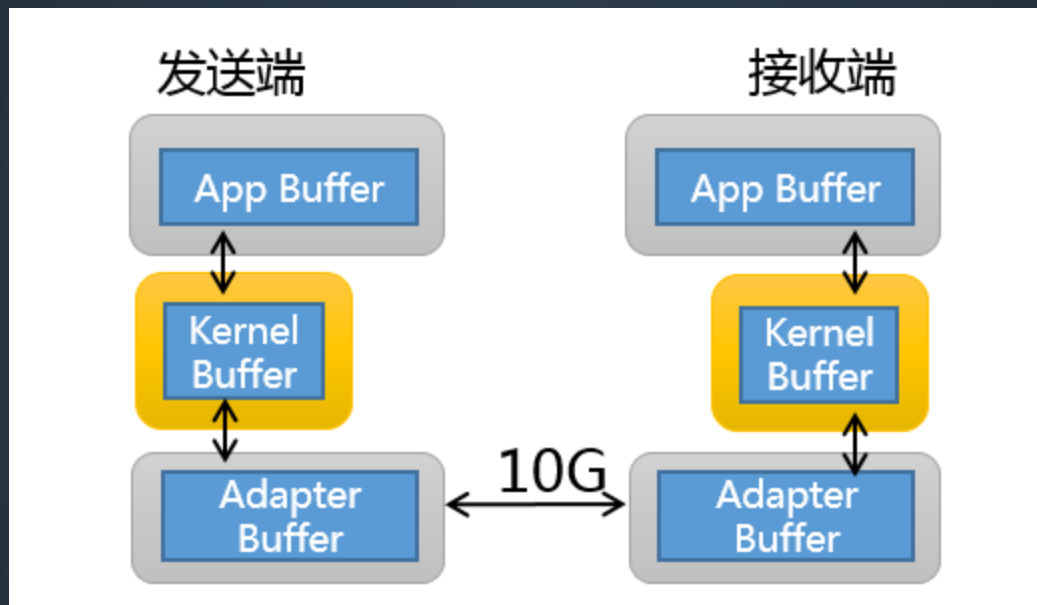 发送端
接收端
App Buffer
App Buffer
Kernel
Buffer
Kernel
Buffer
10G
Adapter
Buffer
Adapter
Buffer